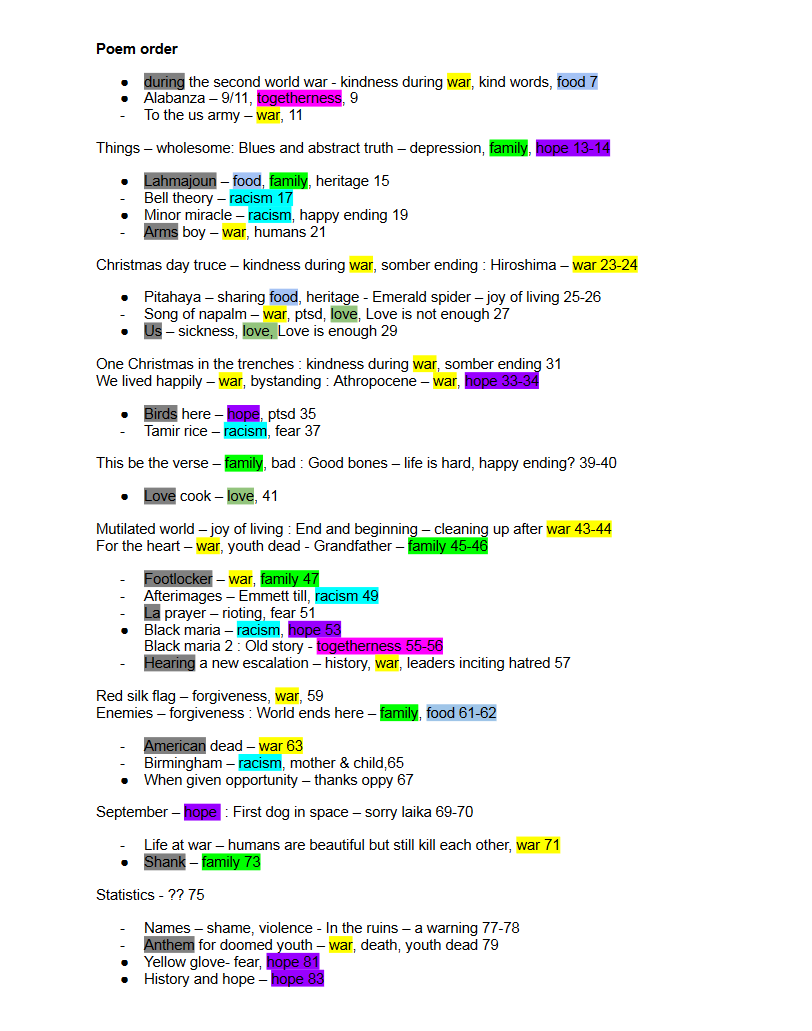 Poem order
● during the second world war - kindness during war, kind words, food 7
● Alabanza – 9/11, togetherness, 9
- To the us army – war, 11
Things – wholesome: Blues and abstract truth – depression, family, hope 13-14
● Lahmajoun – food, family, heritage 15
- Bell theory – racism 17
● Minor miracle – racism, happy ending 19
- Arms boy – war, humans 21
Christmas day truce – kindness during war, somber ending : Hiroshima – war 23-24
● Pitahaya – sharing food, heritage - Emerald spider – joy of living 25-26
- Song of napalm – war, ptsd, love, Love is not enough 27
● Us – sickness, love, Love is enough 29
One Christmas in the trenches : kindness during war, somber ending 31
We lived happily – war, bystanding : Athropocene – war, hope 33-34
● Birds here – hope, ptsd 35
- Tamir rice – racism, fear 37
This be the verse – family, bad : Good bones – life is hard, happy ending? 39-40
● Love cook – love, 41
Mutilated world – joy of living : End and beginning – cleaning up after war 43-44
For the heart – war, youth dead - Grandfather – family 45-46
- Footlocker – war, family 47
- Afterimages – Emmett till, racism 49
- La prayer – rioting, fear 51
● Black maria – racism, hope 53
Black maria 2 : Old story - togetherness 55-56
- Hearing a new escalation – history, war, leaders inciting hatred 57
Red silk flag – forgiveness, war, 59
Enemies – forgiveness : World ends here – family, food 61-62
- American dead – war 63
- Birmingham – racism, mother & child,65
● When given opportunity – thanks oppy 67
September – hope : First dog in space – sorry laika 69-70
- Life at war – humans are beautiful but still kill each other, war 71
● Shank – family 73
Statistics - ?? 75
- Names – shame, violence - In the ruins – a warning 77-78
- Anthem for doomed youth – war, death, youth dead 79
● Yellow glove- fear, hope 81
● History and hope – hope 83